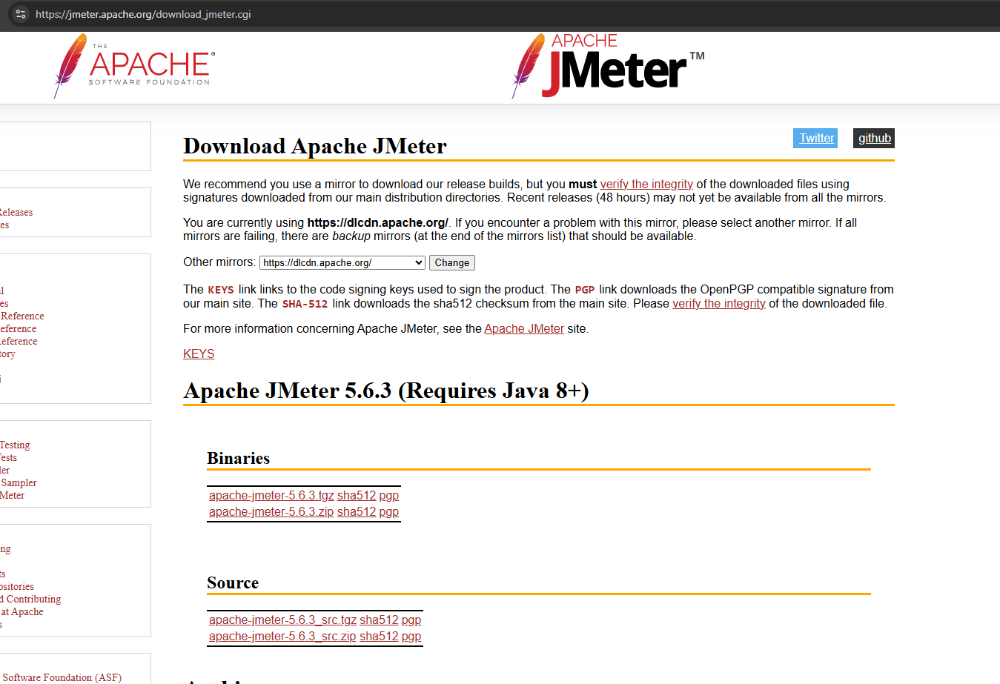 https://jmeter.apache.org/download_jmeter.cgi
THE
APACHE®
SOFTWARE FOUNDATION
APACHE
JMeter™
Twitter
github
Download Apache JMeter
We recommend you use a mirror to download our release builds, but you must verify the integrity of the downloaded files using
signatures downloaded from our main distribution directories. Recent releases (48 hours) may not yet be available from all the mirrors.
You are currently using https://dlcdn.apache.org/. If you encounter a problem with this mirror, please select another mirror. If all
mirrors are failing, there are backup mirrors (at the end of the mirrors list) that should be available.
Other mirrors: https://dlcdn.apache.org/ Change
The KEYS link links to the code signing keys used to sign the product. The PGP link downloads the OpenPGP compatible signature from
our main site. The SHA-512 link downloads the sha512 checksum from the main site. Please verify the integrity of the downloaded file.
For more information concerning Apache JMeter, see the Apache JMeter site.
KEYS
Apache JMeter 5.6.3 (Requires Java 8+)
Binaries
apache-jmeter-5.6.3.tgz sha512 pgp
apache-jmeter-5.6.3.zip sha512 pgp
Source
apache-jmeter-5.6.3_src.tgz sha512 pgp
apache-jmeter-5.6.3_src.zip sha512 pgp
Releases
es
l
es
Reference
eference
Reference
tory
i
Testing
Tests
ler
Sampler
Meter
ng
ts
ositories
d Contributing
at Apache
s
Software Foundation (ASF)